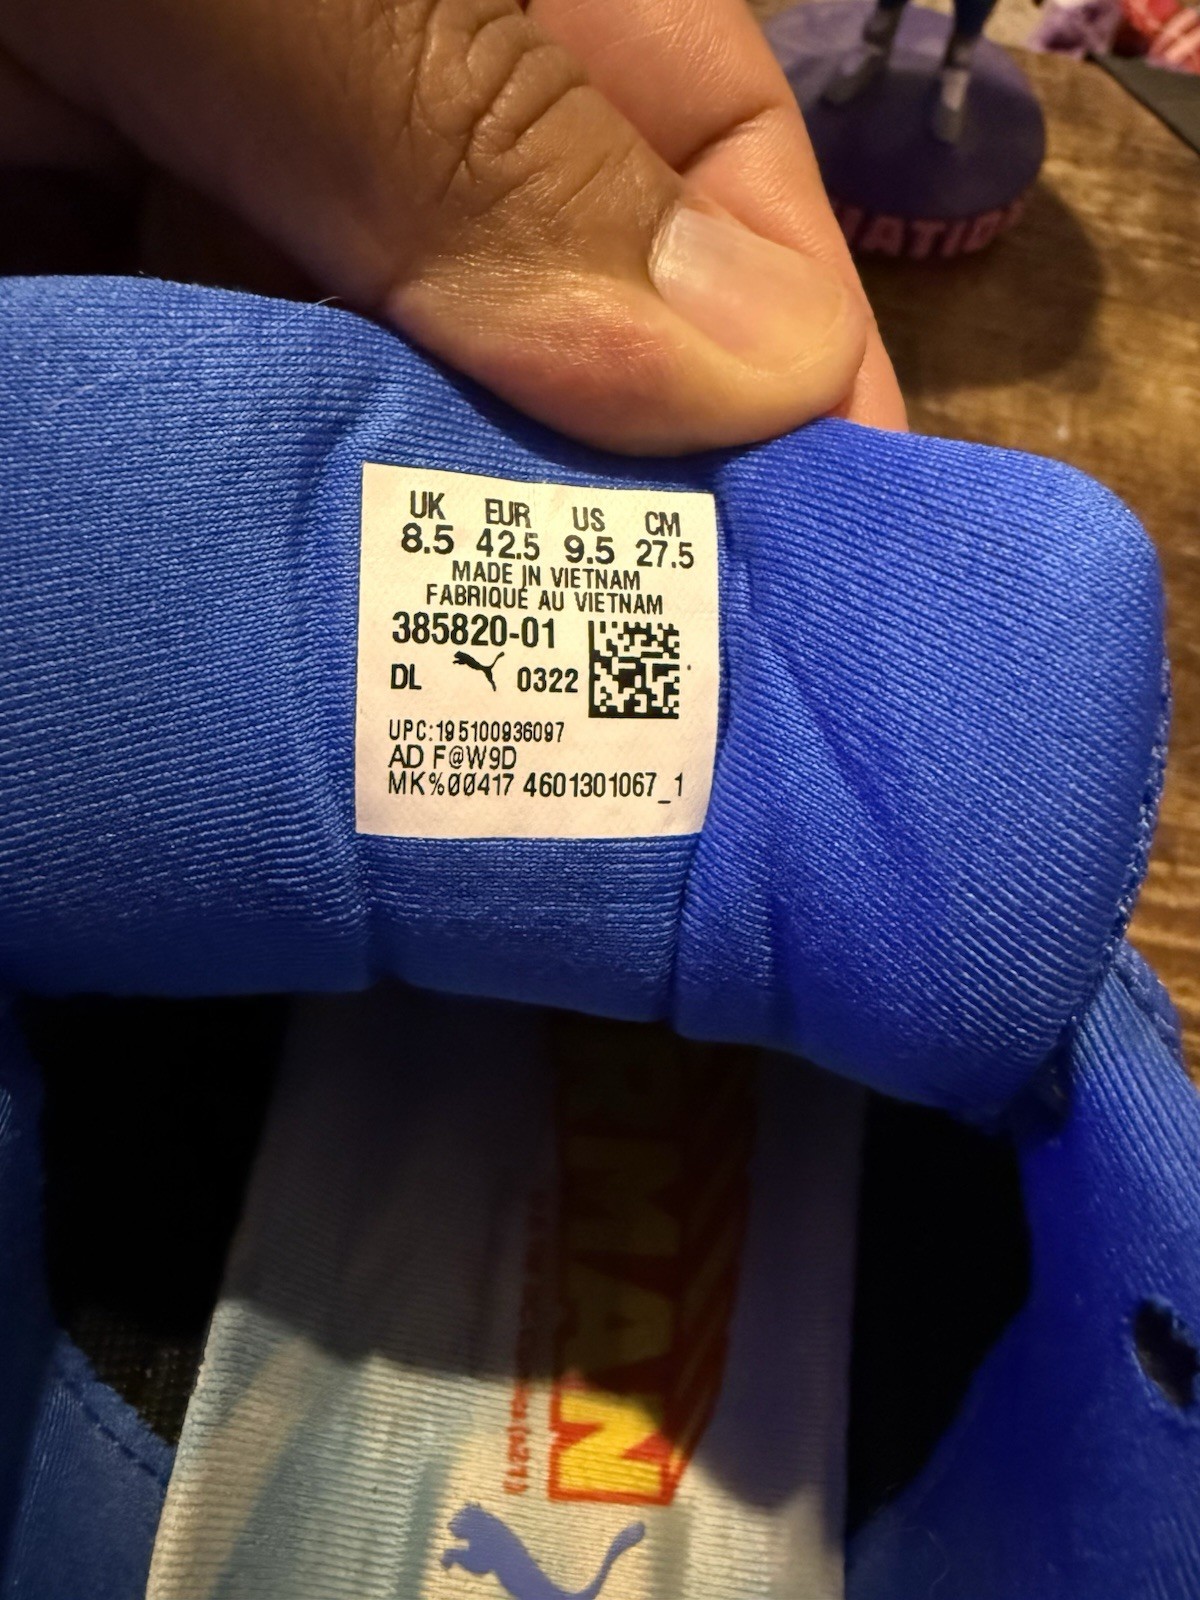 UK EUR US CM
8.5 42.5 9.5 27.5
MADE IN VIETNAM
FABRIQUÉ AU VIETNAM
385820-01
DL 0322
UPC:195100936097
AD F@W9D
MK%00417 4601301067_1